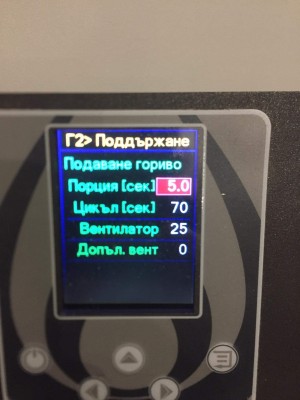 Г2> Поддържане
Подаване гориво
Порция [сек] 5.0
Цикъл [сек] 70
Вентилатор 25
Допъл. вент 0